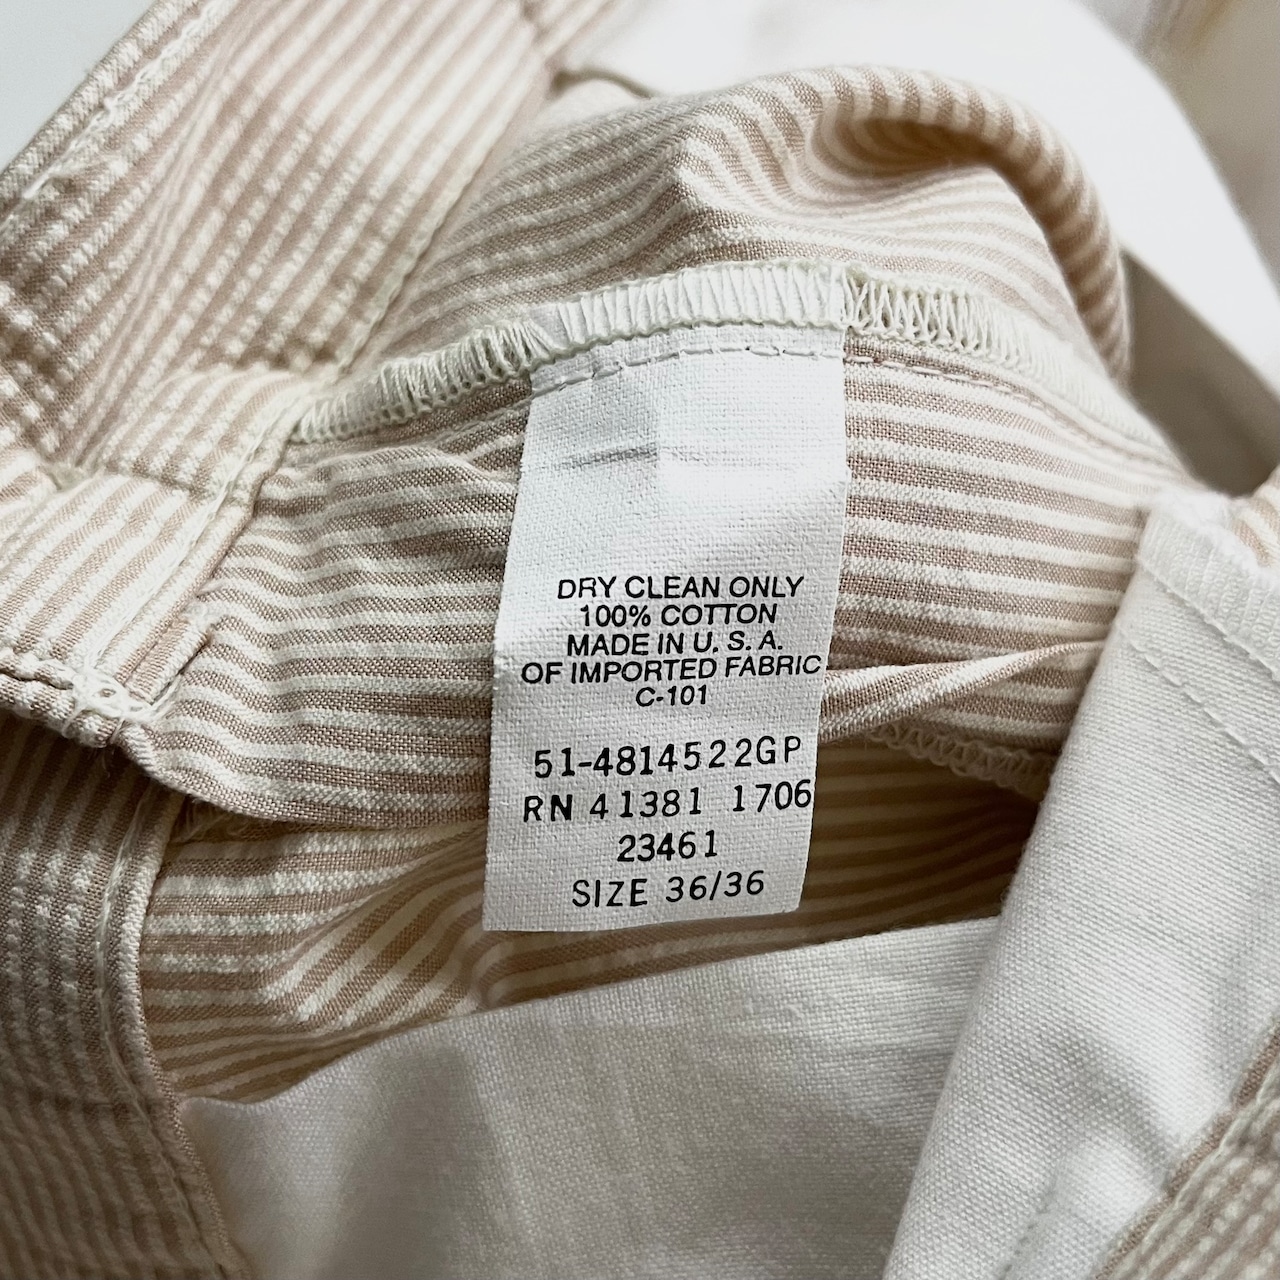 DRY CLEAN ONLY
100% COTTON
MADE IN U. S. A.
OF IMPORTED FABRIC
C-101
51-4814522GP
RN 41381 1706
23461
SIZE 36/36